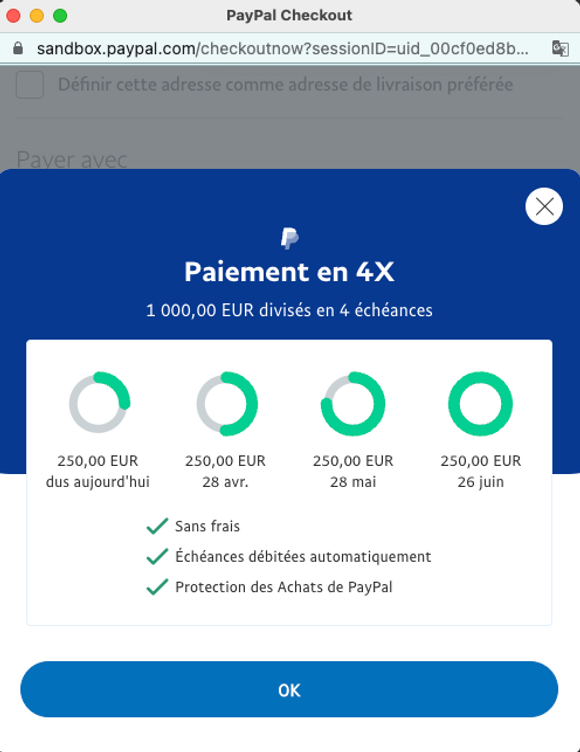 PayPal Checkout
sandbox.paypal.com/checkoutnow?sessionID=uid_00cf0ed8b...
Définir cette adresse comme adresse de livraison préférée
Payer avec
Paiement en 4X
1 000,00 EUR divisés en 4 échéances
250,00 EUR
dus aujourd'hui
250,00 EUR
28 avr.
250,00 EUR
28 mai
250,00 EUR
26 juin
Sans frais
Échéances débitées automatiquement
Protection des Achats de PayPal
OK